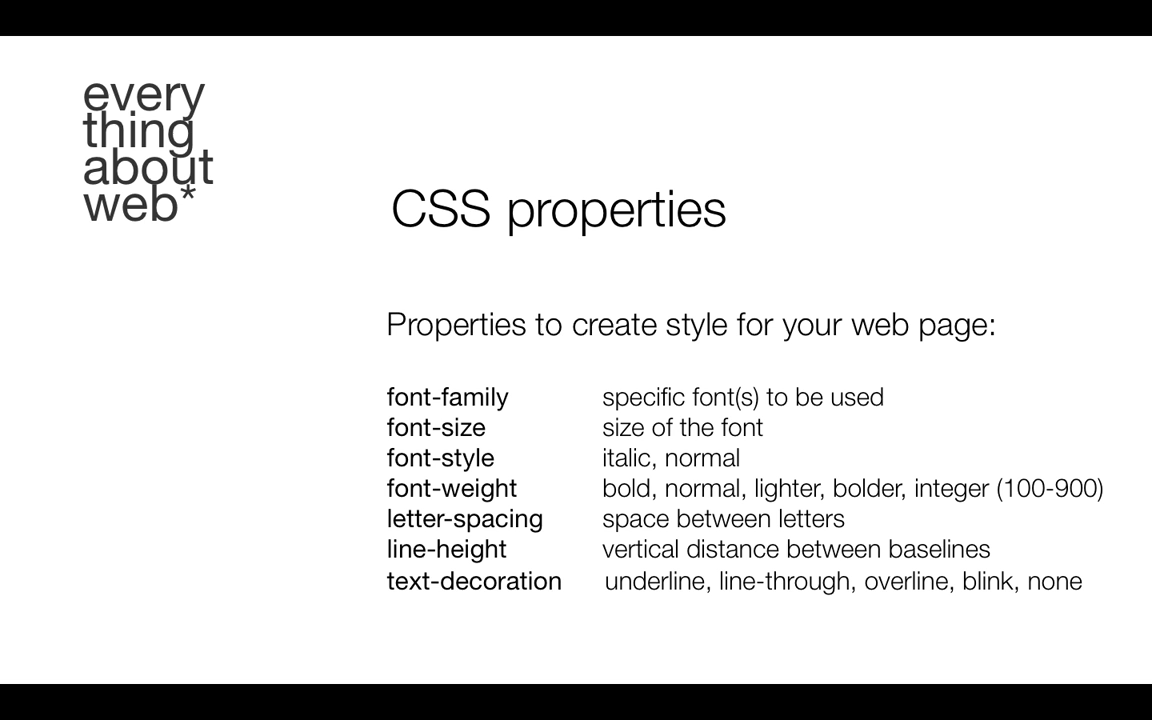 every
thing
about
web*
CSS properties
Properties to create style for your web page:
font-family specific font(s) to be used
font-size size of the font
font-style italic, normal
font-weight bold, normal, lighter, bolder, integer (100-900)
letter-spacing space between letters
line-height vertical distance between baselines
text-decoration underline, line-through, overline, blink, none